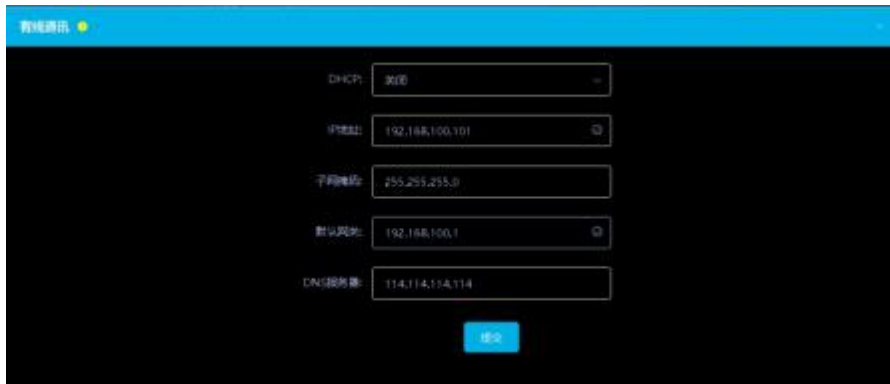 有线通讯
DHCP: 关闭
IP地址: 192.168.100.101
子网掩码: 255.255.255.0
默认网关: 192.168.100.1
DNS服务器: 114.114.114.114
提交